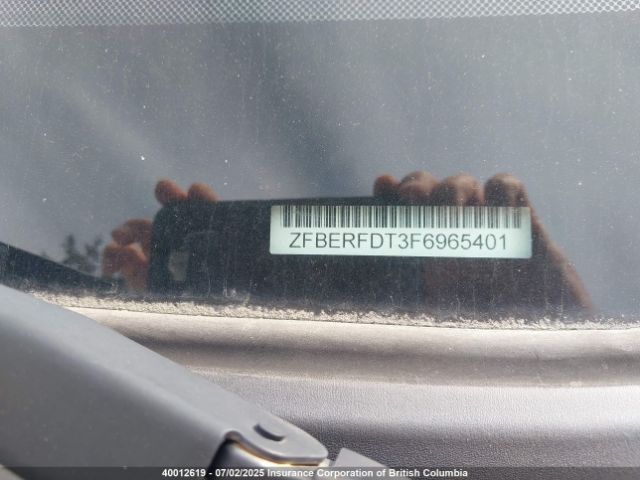 ZFBERFDT3F6965401
40012619 - 07/02/2025 Insurance Corporation of British Columbia